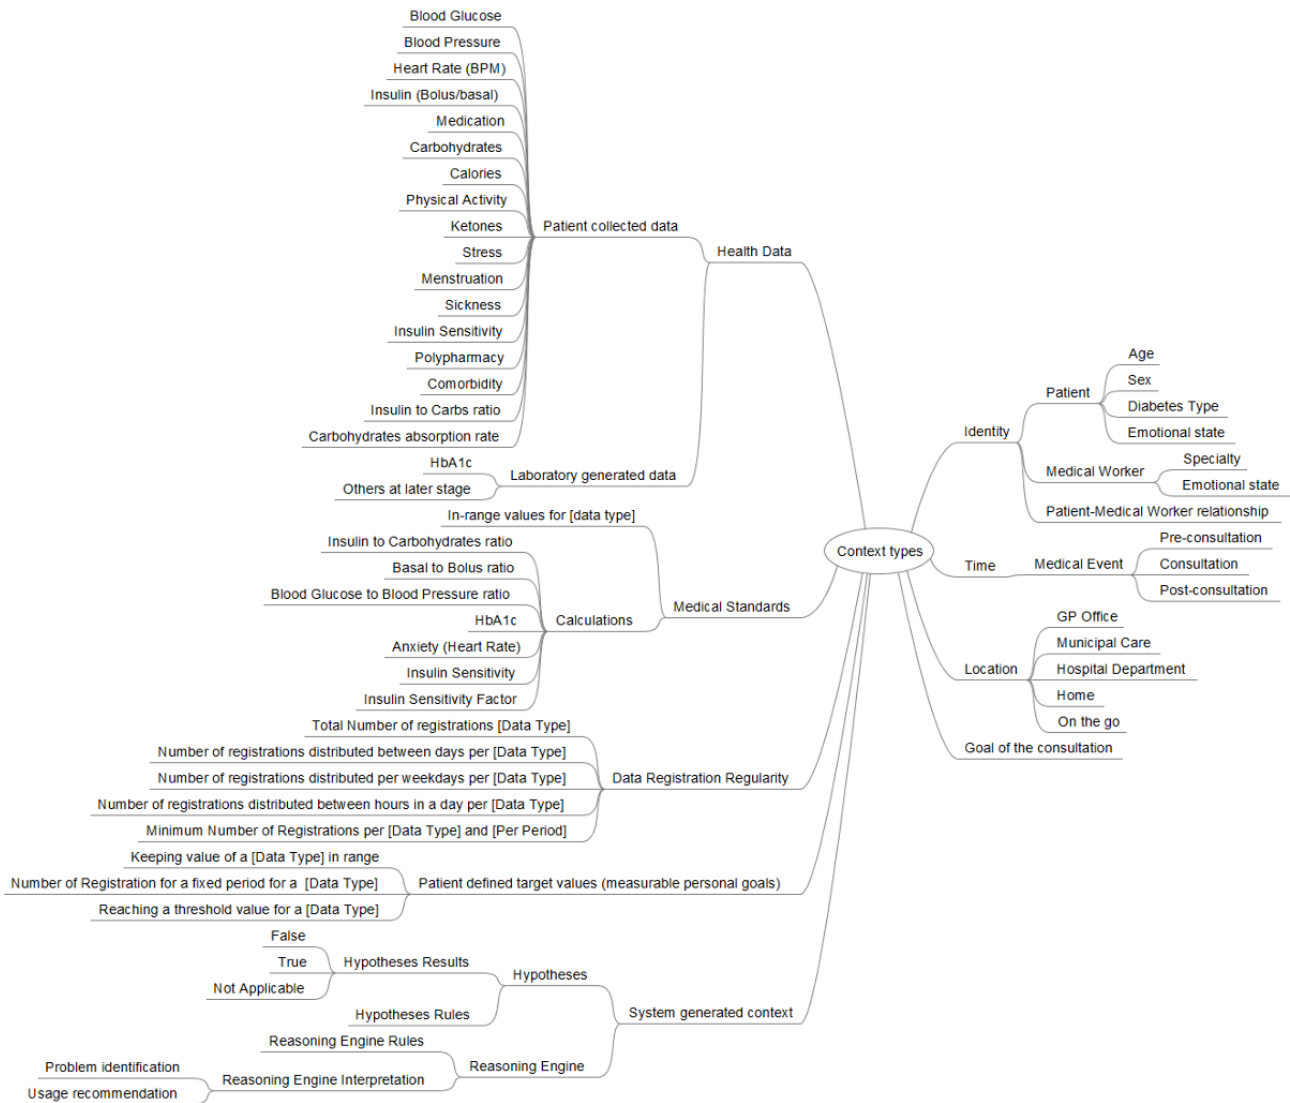 Blood Glucose
Blood Pressure
Heart Rate (BPM)
Insulin (Bolus/basal)
Medication
Carbohydrates
Calories
Physical Activity
Ketones
Stress
Menstruation
Sickness
Insulin Sensitivity
Polypharmacy
Comorbidity
Insulin to Carbs ratio
Carbohydrates absorption rate
Patient collected data
HbA1c
Others at later stage
Laboratory generated data
Health Data
In-range values for [data type]
Insulin to Carbohydrates ratio
Basal to Bolus ratio
Blood Glucose to Blood Pressure ratio
HbA1c
Anxiety (Heart Rate)
Insulin Sensitivity
Insulin Sensitivity Factor
Calculations
Medical Standards
Total Number of registrations [Data Type]
Number of registrations distributed between days per [Data Type]
Number of registrations distributed per weekdays per [Data Type]
Number of registrations distributed between hours in a day per [Data Type]
Minimum Number of Registrations per [Data Type] and [Per Period]
Data Registration Regularity
Keeping value of a [Data Type] in range
Number of Registration for a fixed period for a [Data Type]
Reaching a threshold value for a [Data Type]
Patient defined target values (measurable personal goals)
False
True
Not Applicable
Hypotheses Results
Hypotheses Rules
Hypotheses
Reasoning Engine Rules
Problem identification
Usage recommendation
Reasoning Engine Interpretation
Reasoning Engine
System generated context
Context types
Identity
Patient
Age
Sex
Diabetes Type
Emotional state
Medical Worker
Specialty
Emotional state
Patient-Medical Worker relationship
Time
Medical Event
Pre-consultation
Consultation
Post-consultation
Location
GP Office
Municipal Care
Hospital Department
Home
On the go
Goal of the consultation